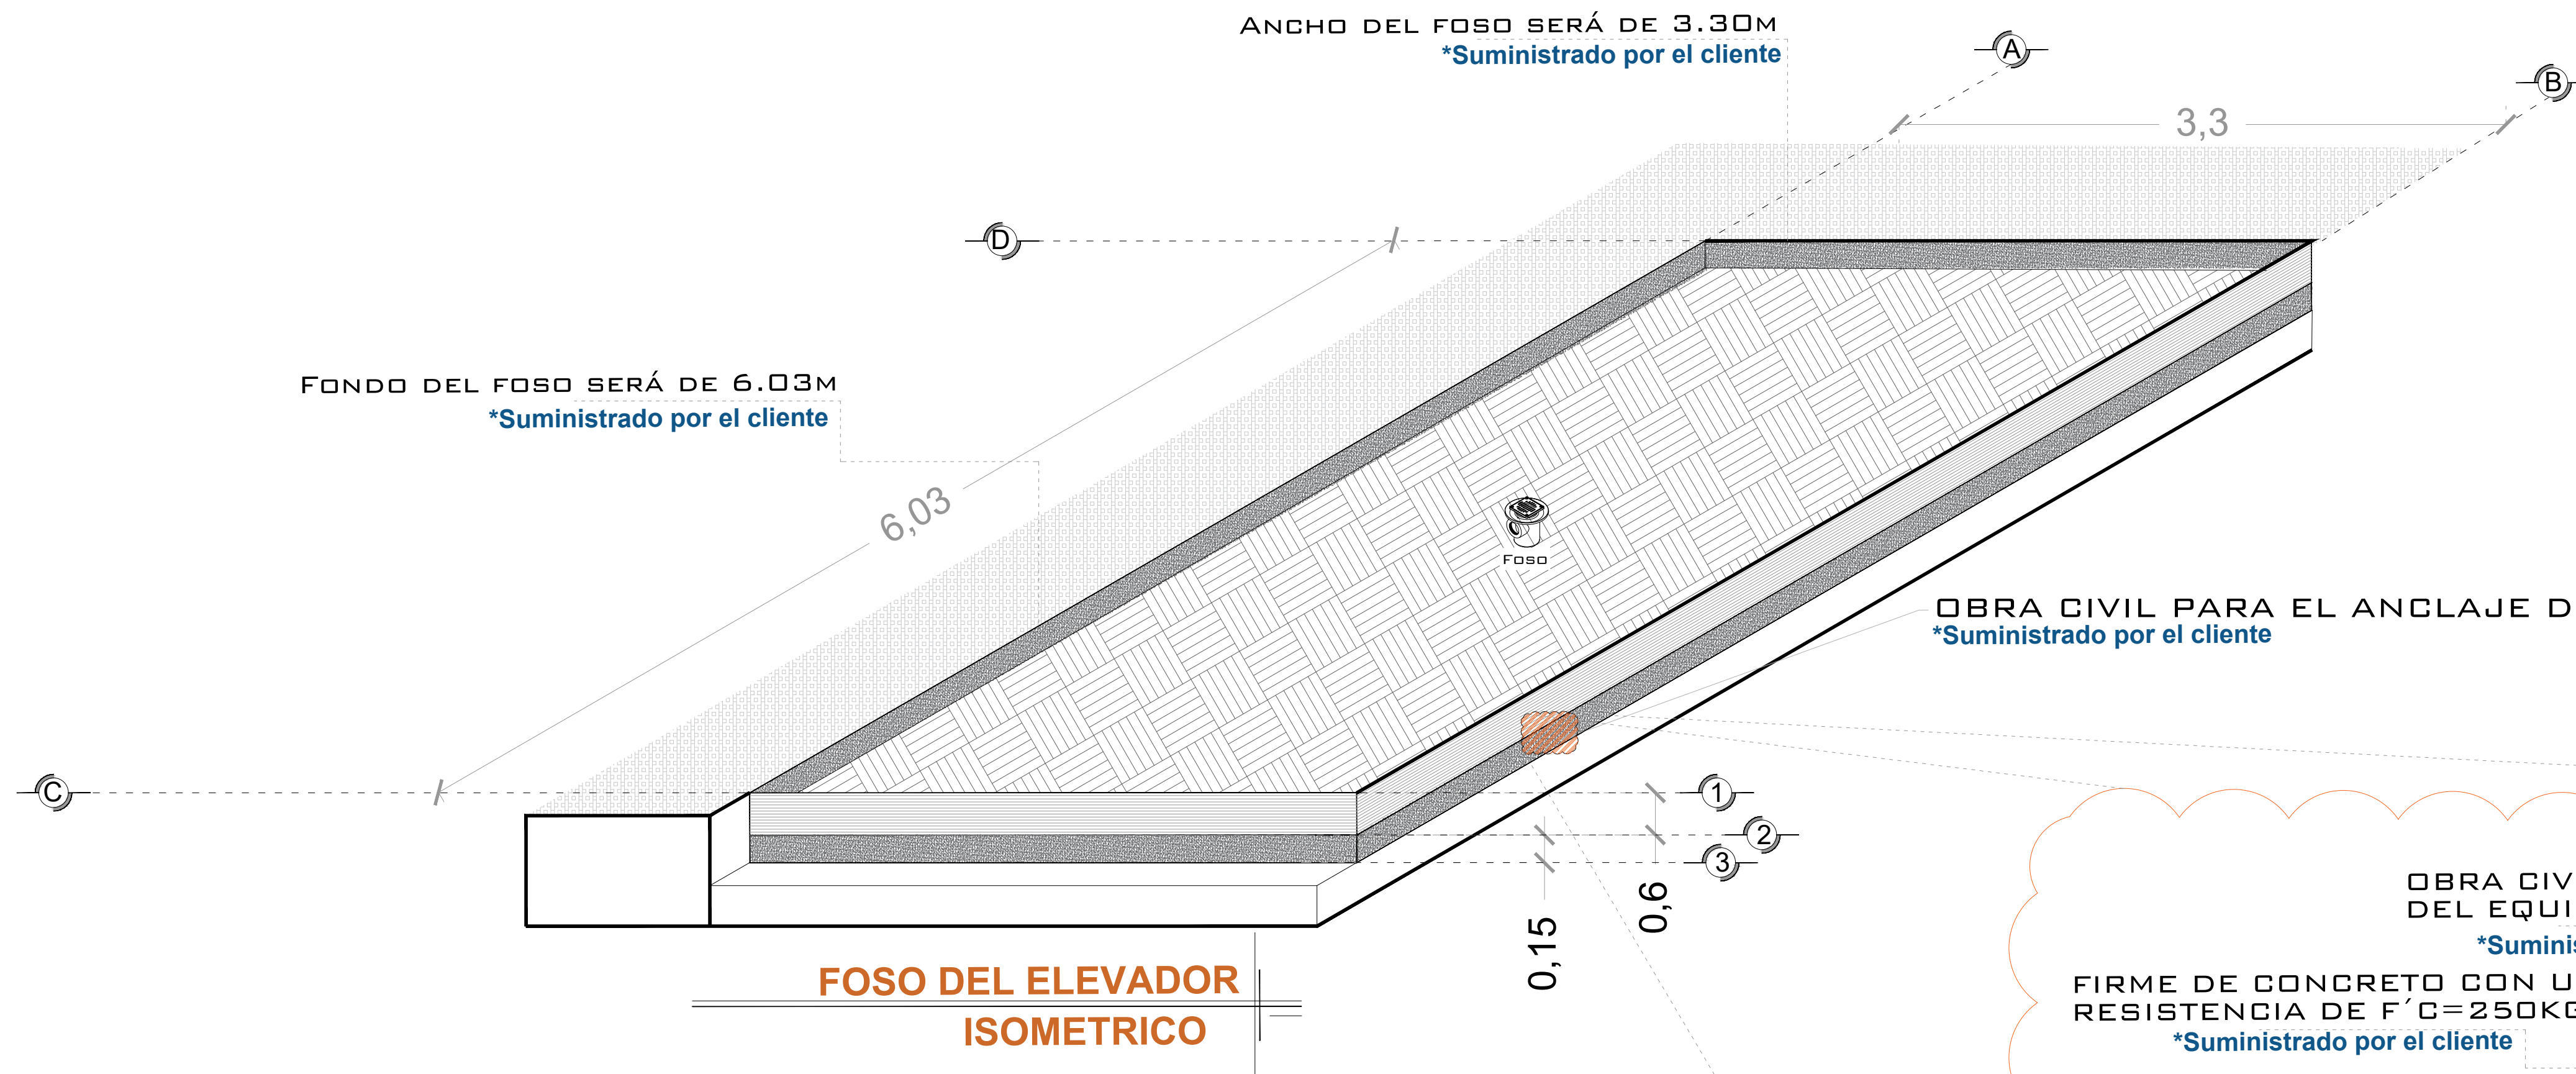 ANCHO DEL FOSO SERÁ DE 3.30M
*Suministrado por el cliente
A
B
3,3
D
FONDO DEL FOSO SERÁ DE 6.03M
*Suministrado por el cliente
6,03
FOSO
OBRA CIVIL PARA EL ANCLAJE D
*Suministrado por el cliente
C
1
2
3
0,6
0,15
OBRA CIV
DEL EQUI
*Suminis
FIRME DE CONCRETO CON U
RESISTENCIA DE F´C=250KG
*Suministrado por el cliente
FOSO DEL ELEVADOR
ISOMETRICO